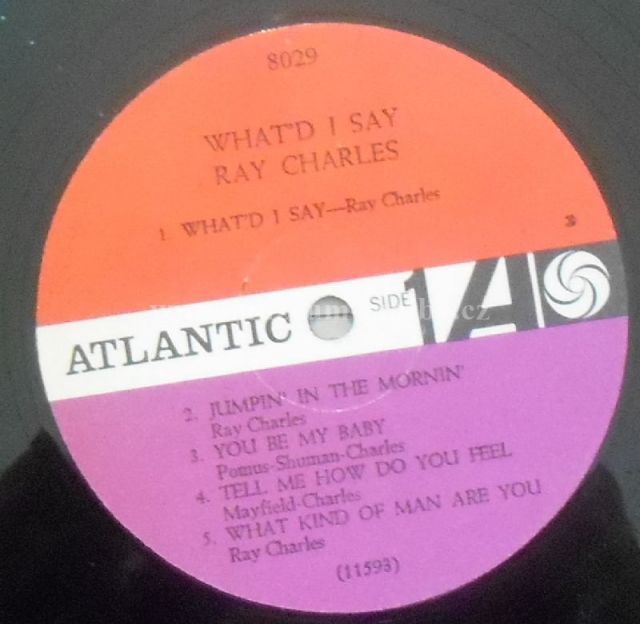 8029
WHAT'D I SAY
RAY CHARLES
1. WHAT'D I SAY—Ray Charles
ATLANTIC
SIDE 1 A
2. JUMPIN' IN THE MORNIN'
Ray Charles
3. YOU BE MY BABY
Pomus-Shuman-Charles
4. TELL ME HOW DO YOU FEEL
Mayfield-Charles
5. WHAT KIND OF MAN ARE YOU
Ray Charles
(11593)